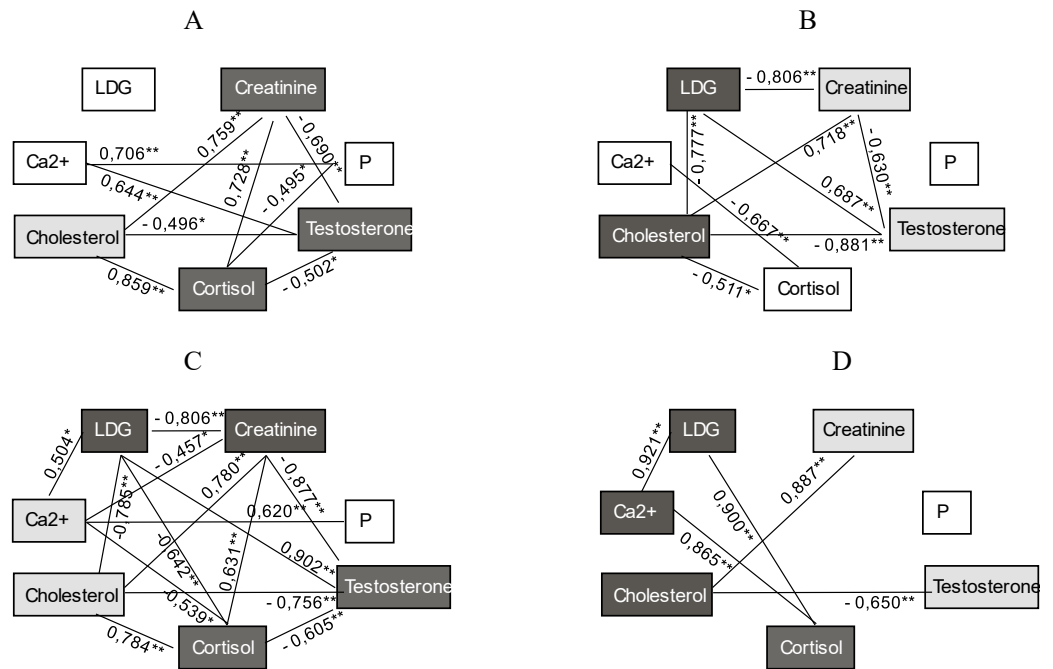 A
LDG
Creatinine
Ca2+
P
Cholesterol
Testosterone
Cortisol
0,759**
0,706**
- 0,690**
0,728**
- 0,495*
0,644**
- 0,496*
0,859**
- 0,502*
B
LDG
- 0,806**
Creatinine
Ca2+
P
- 0,777**
0,718**
- 0,630**
0,687**
- 0,667**
Cholesterol
- 0,881**
Testosterone
- 0,511*
Cortisol
C
LDG
- 0,806**
Creatinine
0,504*
- 0,457*
0,780**
- 0,877**
-0,785**
Ca2+
0,620**
P
-0,642**
0,631**
0,902**
Cholesterol
-0,539*
- 0,756**
Testosterone
0,784**
Cortisol
- 0,605**
D
LDG
Creatinine
0,921**
0,887**
Ca2+
0,900**
P
0,865**
Cholesterol
- 0,650**
Testosterone
Cortisol